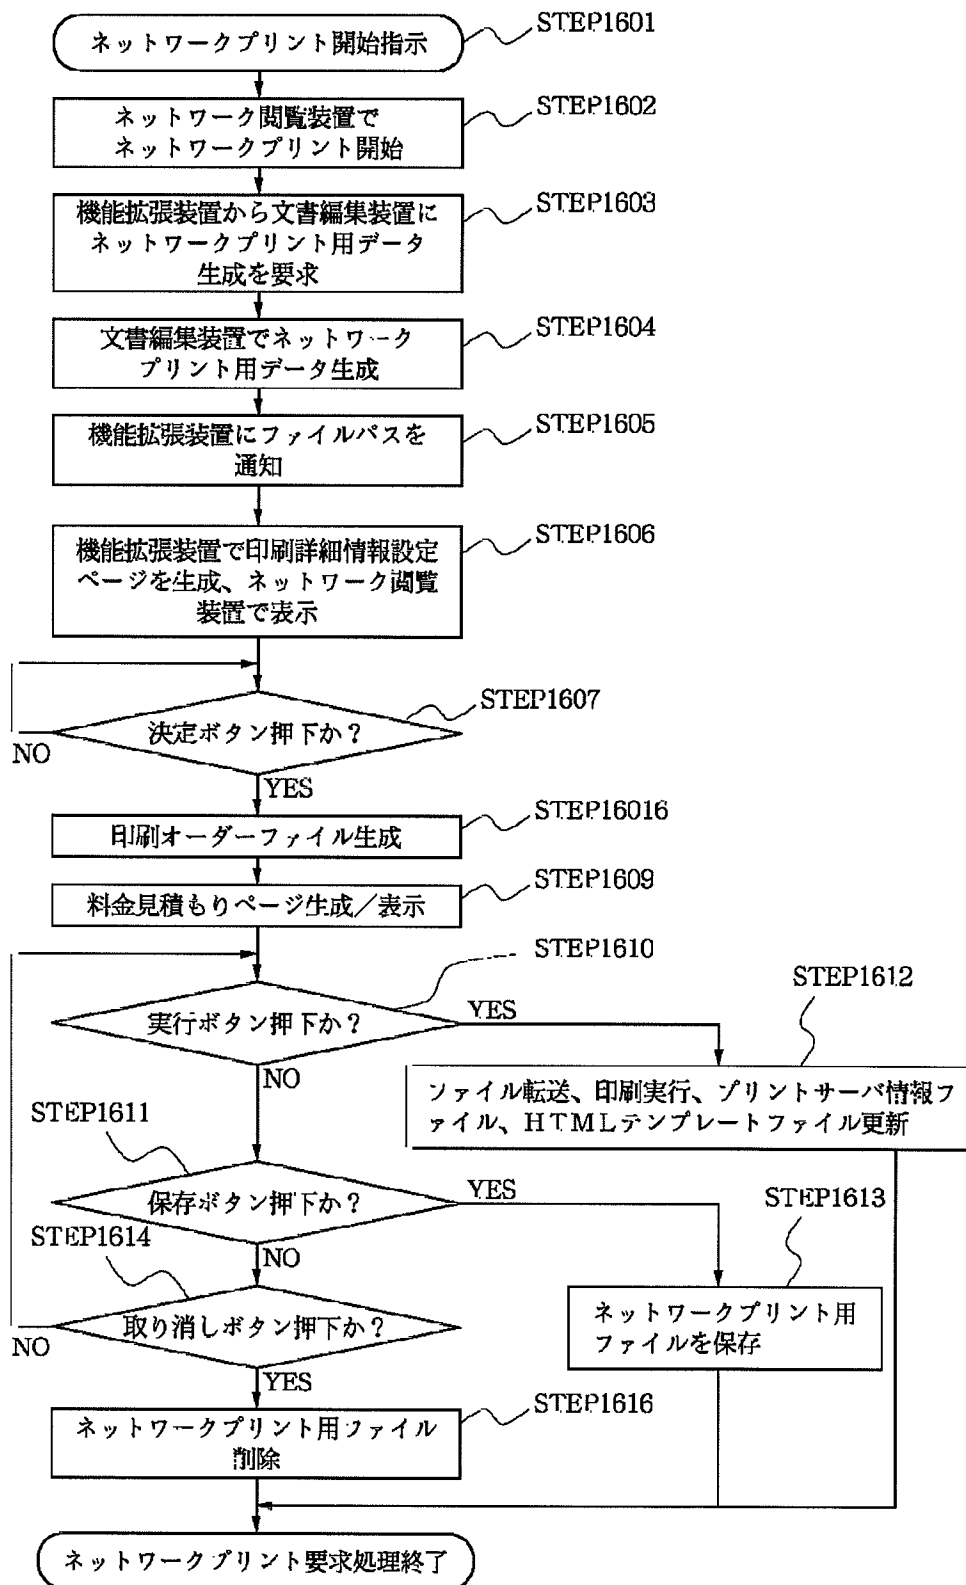 ネットワークプリント開始指示
STEP1601
ネットワーク閲覧装置で
ネットワークプリント開始
STEP1602
機能拡張装置から文書編集装置に
ネットワークプリント用データ
生成を要求
STEP1603
文書編集装置でネットワーク
プリント用データ生成
STEP1604
機能拡張装置にファイルパスを
通知
STEP1605
機能拡張装置で印刷詳細情報設定
ページを生成、ネットワーク閲覧
装置で表示
STEP1606
決定ボタン押下か？
STEP1607
NO
YES
印刷オーダーファイル生成
STEP16016
料金見積もりページ生成／表示
STEP1609
実行ボタン押下か？
STEP1610
YES
NO
STEP1612
ファイル転送、印刷実行、プリントサーバ情報フ
ァイル、ＨＴＭＬテンプレートファイル更新
STEP1611
保存ボタン押下か？
YES
NO
STEP1613
ネットワークプリント用
ファイルを保存
STEP1614
取り消しボタン押下か？
NO
YES
ネットワークプリント用ファイル
削除
STEP1616
ネットワークプリント要求処理終了